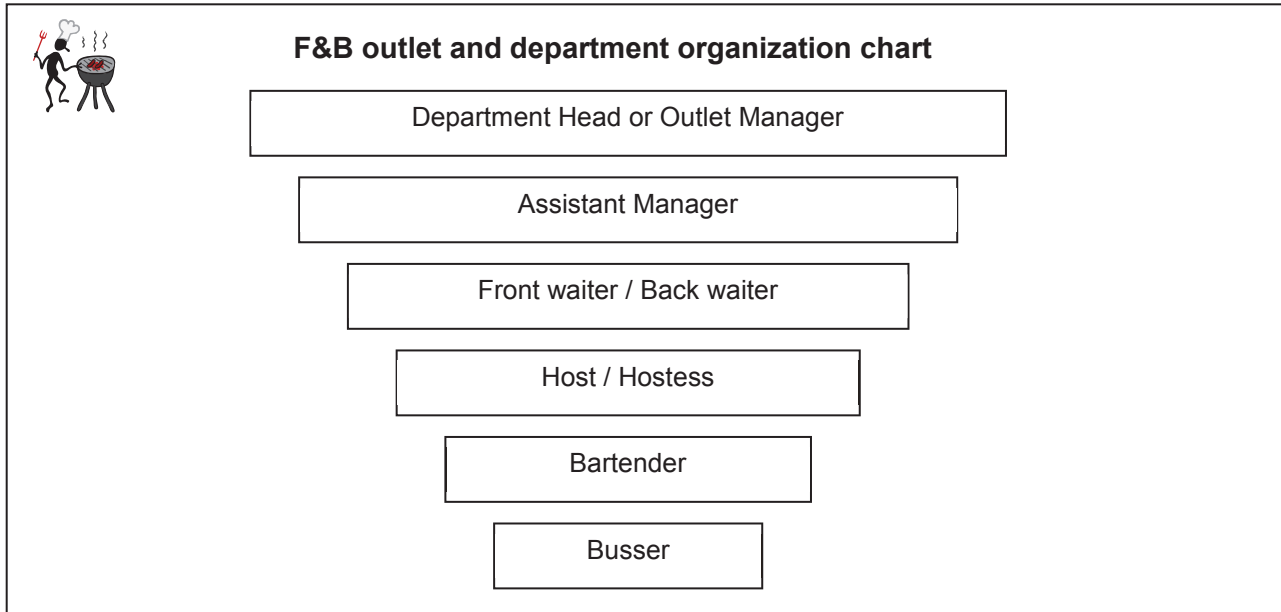 F&B outlet and department organization chart
Department Head or Outlet Manager
Assistant Manager
Front waiter / Back waiter
Host / Hostess
Bartender
Busser